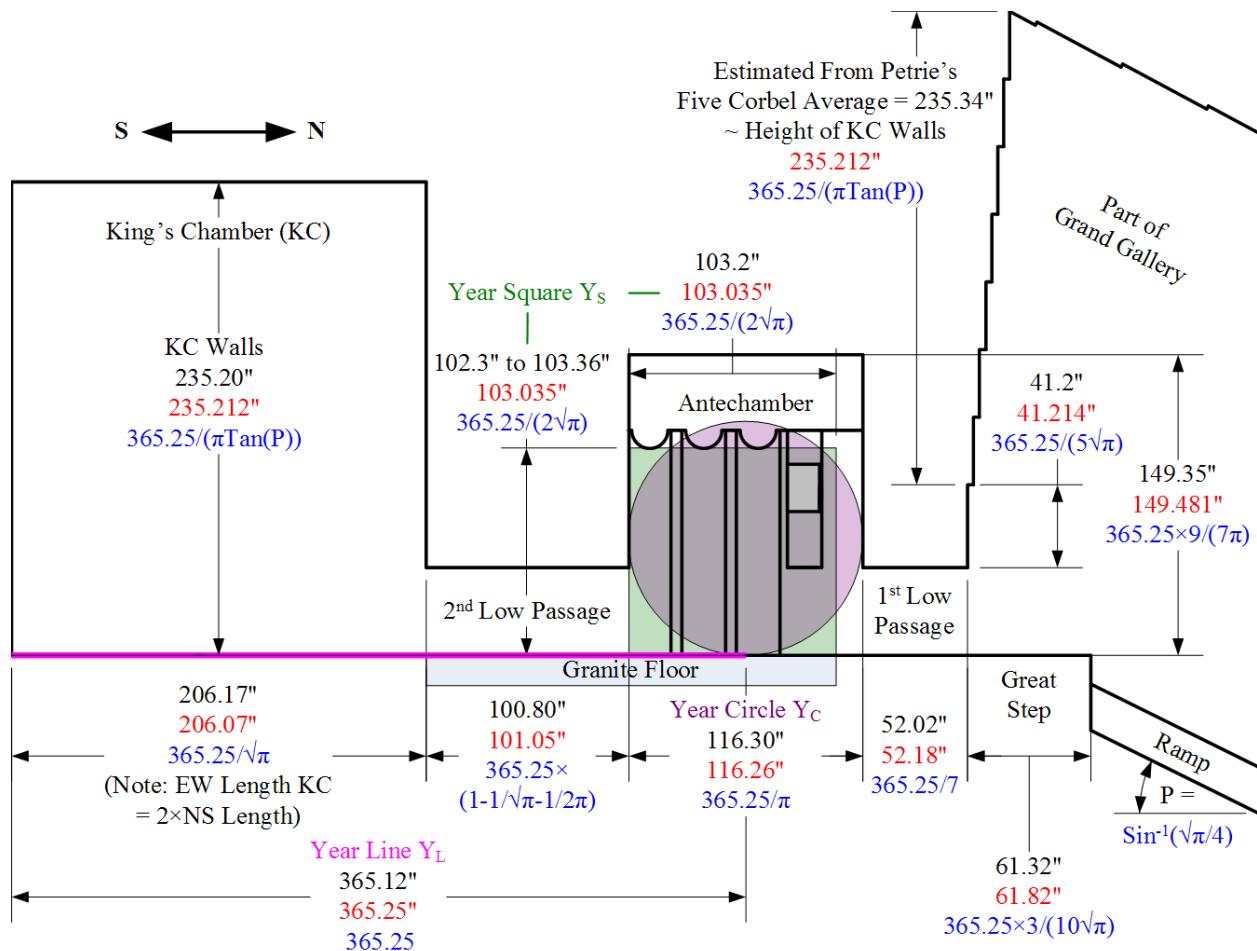 Estimated From Petrie's
Five Corbel Average = 235.34"
~ Height of KC Walls
235.212"
365.25/(πTan(P))
S N
King's Chamber (KC)
KC Walls
235.20"
235.212"
365.25/(πTan(P))
Part of
Grand Gallery
Year Square Y_S
103.2"
103.035"
365.25/(2√π)
102.3" to 103.36"
103.035"
365.25/(2√π)
Antechamber
41.2"
41.214"
365.25/(5√π)
149.35"
149.481"
365.25×9/(7π)
2nd Low Passage
1st Low
Passage
Granite Floor
Great
Step
Ramp
P =
Sin⁻¹(√π/4)
206.17"
206.07"
365.25/√π
(Note: EW Length KC
= 2×NS Length)
100.80"
101.05"
365.25×
(1-1/√π-1/2π)
Year Circle Y_C
116.30"
116.26"
365.25/π
52.02"
52.18"
365.25/7
61.32"
61.82"
365.25×3/(10√π)
Year Line Y_L
365.12"
365.25"
365.25